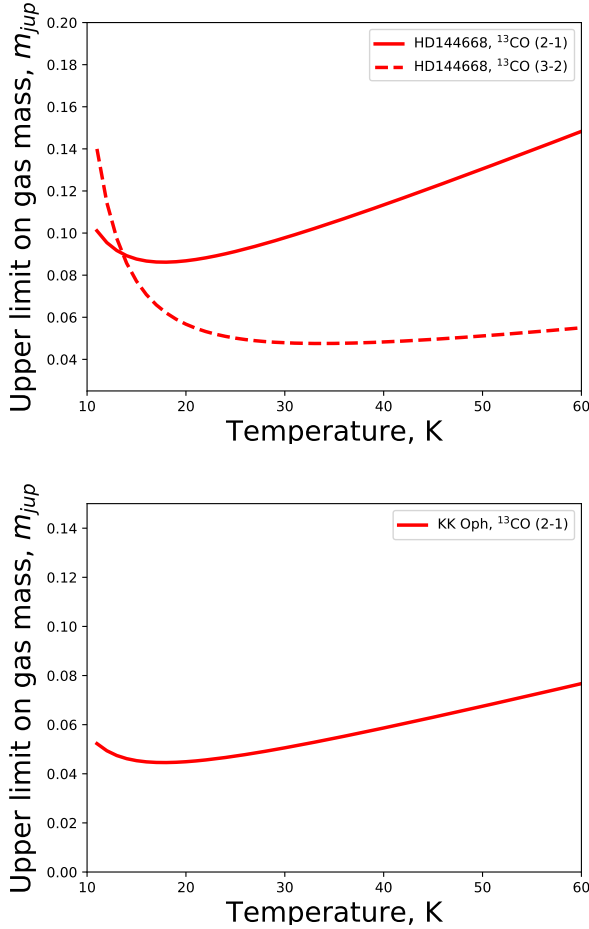 Upper limit on gas mass, m_jup
0.20
0.18
0.16
0.14
0.12
0.10
0.08
0.06
0.04
HD144668, ¹³CO (2-1)
HD144668, ¹³CO (3-2)
10 20 30 40 50 60
Temperature, K
Upper limit on gas mass, m_jup
0.14
0.12
0.10
0.08
0.06
0.04
0.02
0.00
KK Oph, ¹³CO (2-1)
10 20 30 40 50 60
Temperature, K